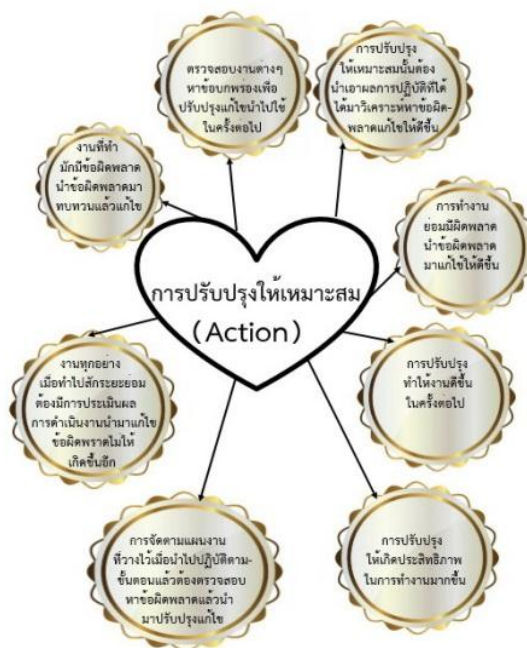 ตรวจสอบงานต่างๆ
หาข้อบกพร่องเพื่อ
ปรับปรุงแก้ไขนำไปใช้
ในครั้งต่อไป
การปรับปรุง
ให้เหมาะสมนั้นต้อง
นำเอาผลการปฏิบัติที่ได้
ได้มาวิเคราะห์หาข้อผิด-
พลาดแก้ไขให้ดีขึ้น
งานที่ทำ
มักมีข้อผิดพลาด
นำข้อผิดพลาดมา
ทบทวนแล้วแก้ไข
การทำงาน
ย่อมมีผิดพลาด
นำข้อผิดพลาด
มาแก้ไขให้ดีขึ้น
การปรับปรุงให้เหมาะสม
(Action)
งานทุกอย่าง
เมื่อทำไปสักระยะย่อม
ต้องมีการประเมินผล
การดำเนินงานนำมาแก้ไข
ข้อผิดพราดไม่ให้
เกิดขึ้นอีก
การปรับปรุง
ทำให้งานดีขึ้น
ในครั้งต่อไป
การจัดตามแผนงาน
ที่วางไว้เมื่อนำไปปฏิบัติตาม-
ขั้นตอนแล้วต้องตรวจสอบ
หาข้อผิดพลาดแล้วนำ
มาปรับปรุงแก้ไข
การปรับปรุง
ให้เกิดประสิทธิภาพ
ในการทำงานมากขึ้น